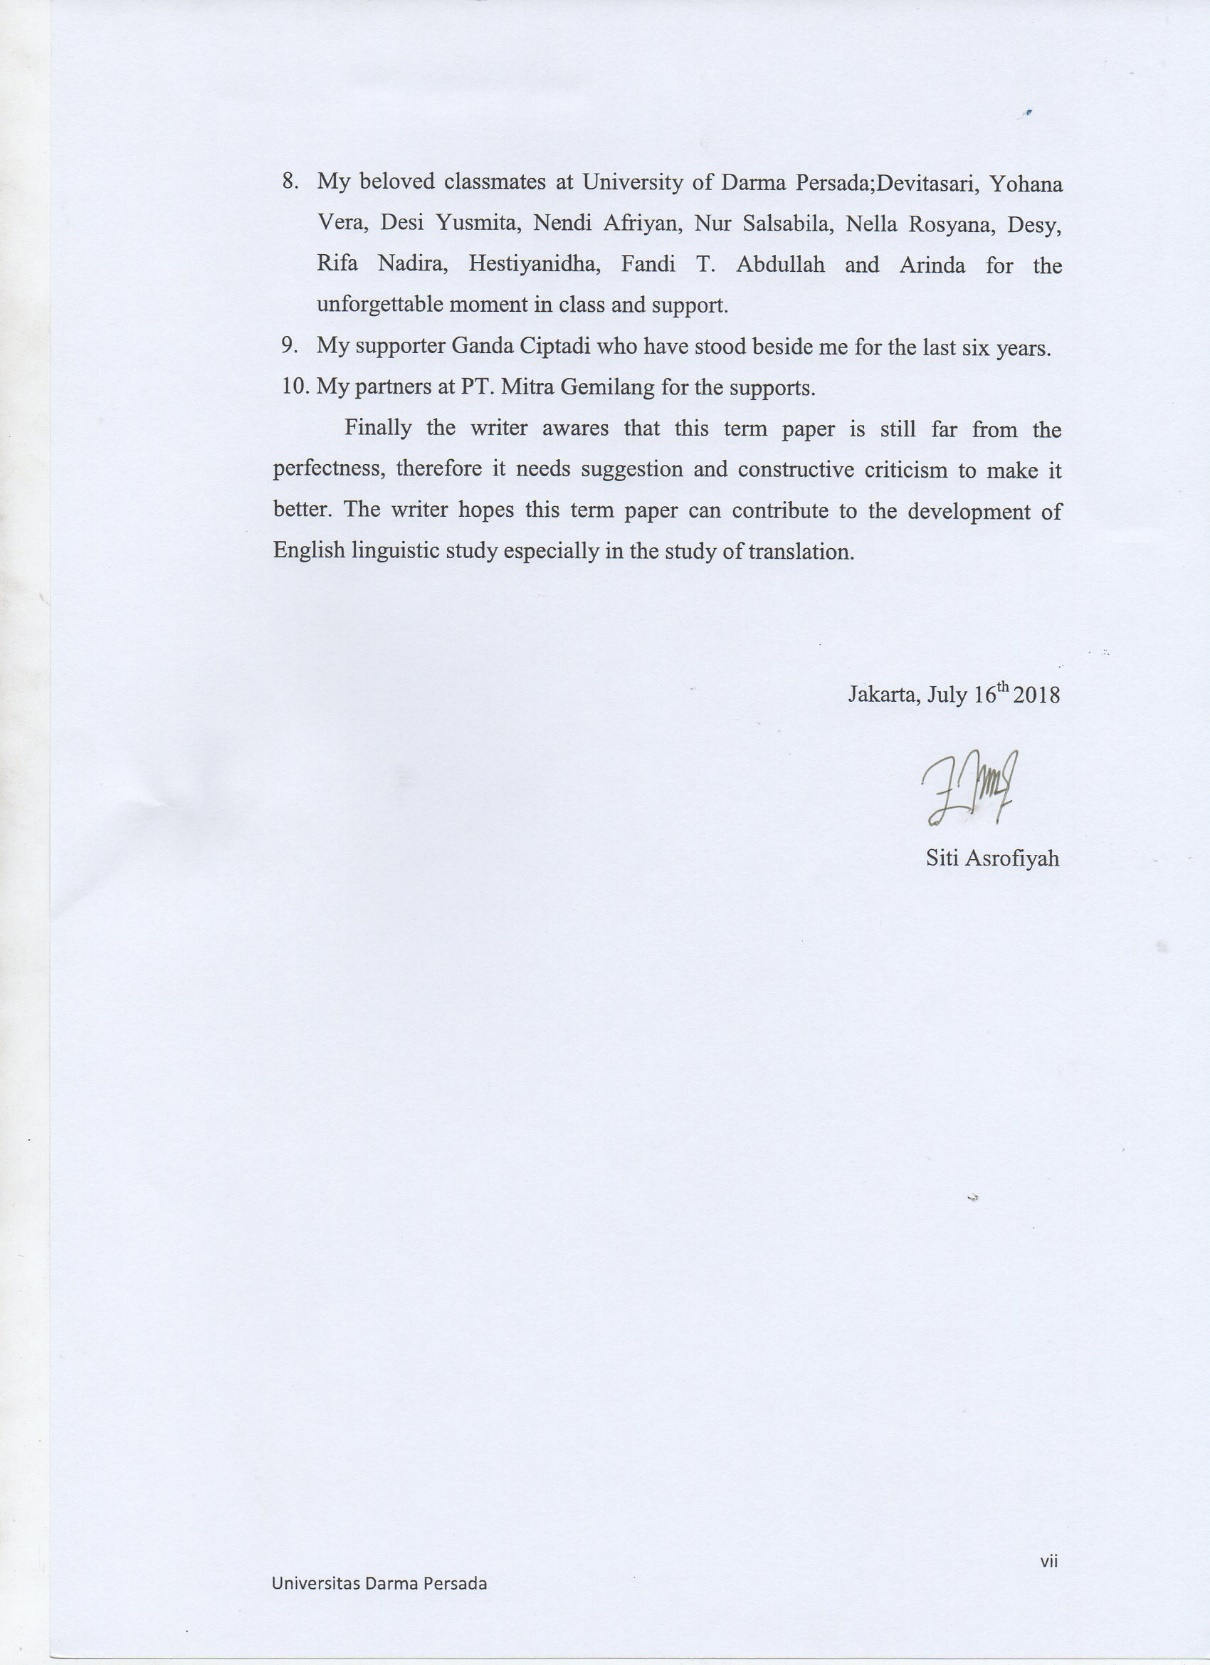 8. My beloved classmates at University of Darma Persada;Devitasari, Yohana
Vera, Desi Yusmita, Nendi Afriyan, Nur Salsabila, Nella Rosyana, Desy,
Rifa Nadira, Hestiyanidha, Fandi T. Abdullah and Arinda for the
unforgettable moment in class and support.
9. My supporter Ganda Ciptadi who have stood beside me for the last six years.
10. My partners at PT. Mitra Gemilang for the supports.
Finally the writer awares that this term paper is still far from the
perfectness, therefore it needs suggestion and constructive criticism to make it
better. The writer hopes this term paper can contribute to the development of
English linguistic study especially in the study of translation.
Jakarta, July 16th 2018
Siti Asrofiyah
vii
Universitas Darma Persada